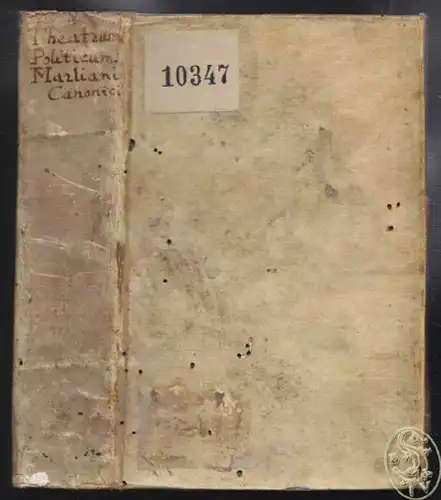 Theatrum
Politicum
Marliani
Canonici
10347